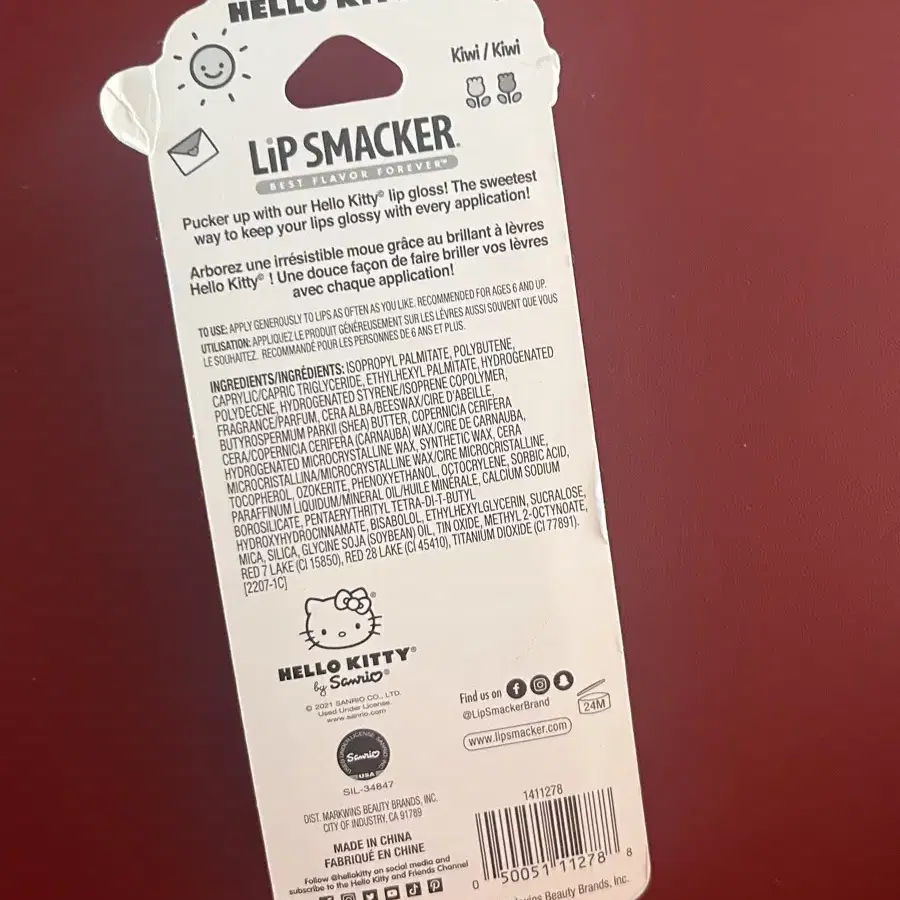 HELLO
Kiwi / Kiwi
LiP SMACKER.
BEST FLAVOR FOREVER™
Pucker up with our Hello Kitty® lip gloss! The sweetest
way to keep your lips glossy with every application!
Arborez une irrésistible moue grâce au brillant à lèvres
Hello Kitty® ! Une douce façon de faire briller vos lèvres
avec chaque application!
TO USE: APPLY GENEROUSLY TO LIPS AS OFTEN AS YOU LIKE. RECOMMENDED FOR AGES 6 AND UP.
UTILISATION: APPLIQUEZ LE PRODUIT GÉNÉREUSEMENT SUR LES LÈVRES AUSSI SOUVENT QUE VOUS
LE SOUHAITEZ. RECOMMANDÉ POUR LES PERSONNES DE 6 ANS ET PLUS.
INGREDIENTS/INGRÉDIENTS: ISOPROPYL PALMITATE, POLYBUTENE,
CAPRYLIC/CAPRIC TRIGLYCERIDE, ETHYLHEXYL PALMITATE, HYDROGENATED
POLYDECENE, HYDROGENATED STYRENE/ISOPRENE COPOLYMER,
FRAGRANCE/PARFUM, CERA ALBA/BEESWAX/CIRE D'ABEILLE,
BUTYROSPERMUM PARKII (SHEA) BUTTER, COPERNICIA CERIFERA
CERA/COPERNICIA CERIFERA (CARNAUBA) WAX/CIRE DE CARNAUBA,
HYDROGENATED MICROCRYSTALLINE WAX, SYNTHETIC WAX, CERA
MICROCRISTALLINA/MICROCRYSTALLINE WAX/CIRE MICROCRISTALLINE,
TOCOPHEROL, OZOKERITE, PHENOXYETHANOL, OCTOCRYLENE, SORBIC ACID,
PARAFFINUM LIQUIDUM/MINERAL OIL/HUILE MINÉRALE, CALCIUM SODIUM
BOROSILICATE, PENTAERYTHRITYL TETRA-DI-T-BUTYL
HYDROXYHYDROCINNAMATE, BISABOLOL, ETHYLHEXYLGLYCERIN, SUCRALOSE,
MICA, SILICA, GLYCINE SOJA (SOYBEAN) OIL, TIN OXIDE, METHYL 2-OCTYNOATE,
RED 7 LAKE (CI 15850), RED 28 LAKE (CI 45410), TITANIUM DIOXIDE (CI 77891).
[2207-1C]
HELLO KITTY®
by Sanrio®
© 2021 SANRIO CO., LTD.
Used Under License.
www.sanrio.com
USED UNDER LICENSE SANRIO, INC.
Sanrio
USA
SIL-34847
Find us on
@LipSmackerBrand
24M
www.lipsmacker.com
DIST. MARKWINS BEAUTY BRANDS, INC.
CITY OF INDUSTRY, CA 91789
MADE IN CHINA
FABRIQUÉ EN CHINE
Follow @hellokitty on social media and
subscribe to the Hello Kitty and Friends Channel
1411278
0 50051 11278 8
Beauty Brands, Inc.